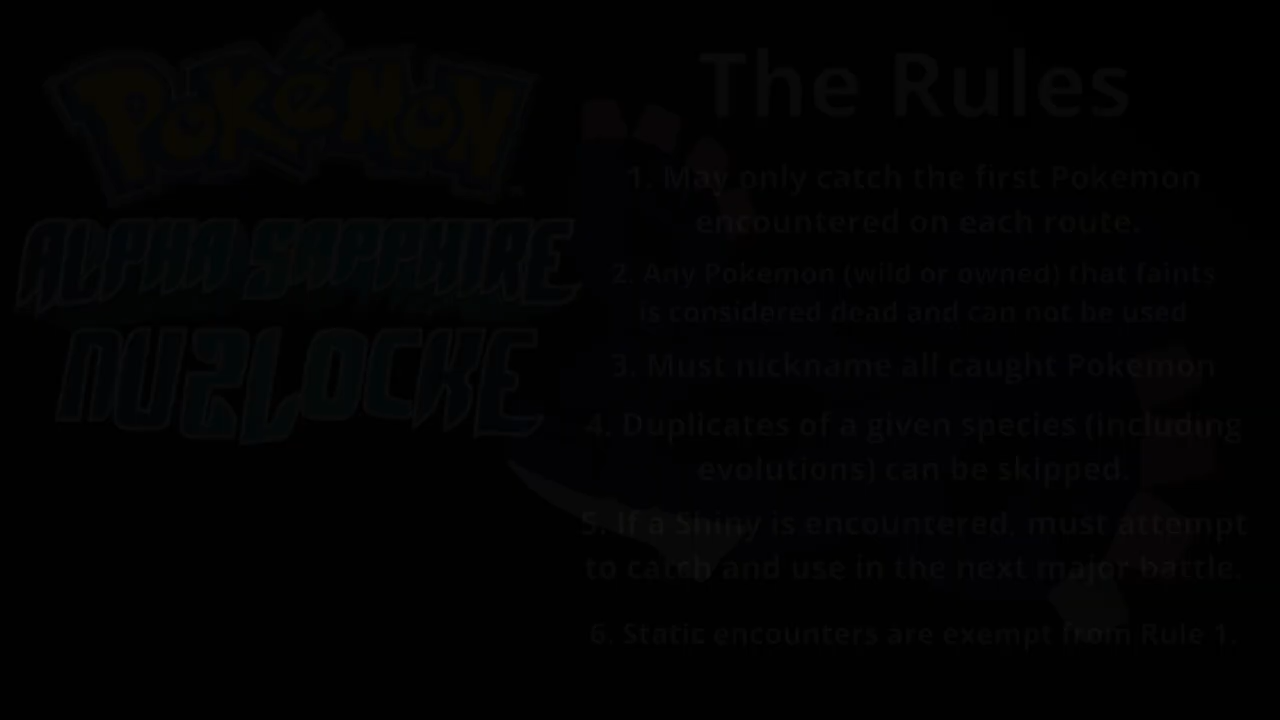 POKéMON
ALPHA SAPPHIRE
NUZLOCKE
The Rules
1. May only catch the first Pokemon
encountered on each route.
2. Any Pokemon (wild or owned) that faints
is considered dead and can not be used
3. Must nickname all caught Pokemon
4. Duplicates of a given species (including
evolutions) can be skipped.
5. If a Shiny is encountered, must attempt
to catch and use in the next major battle.
6. Static encounters are exempt from Rule 1.